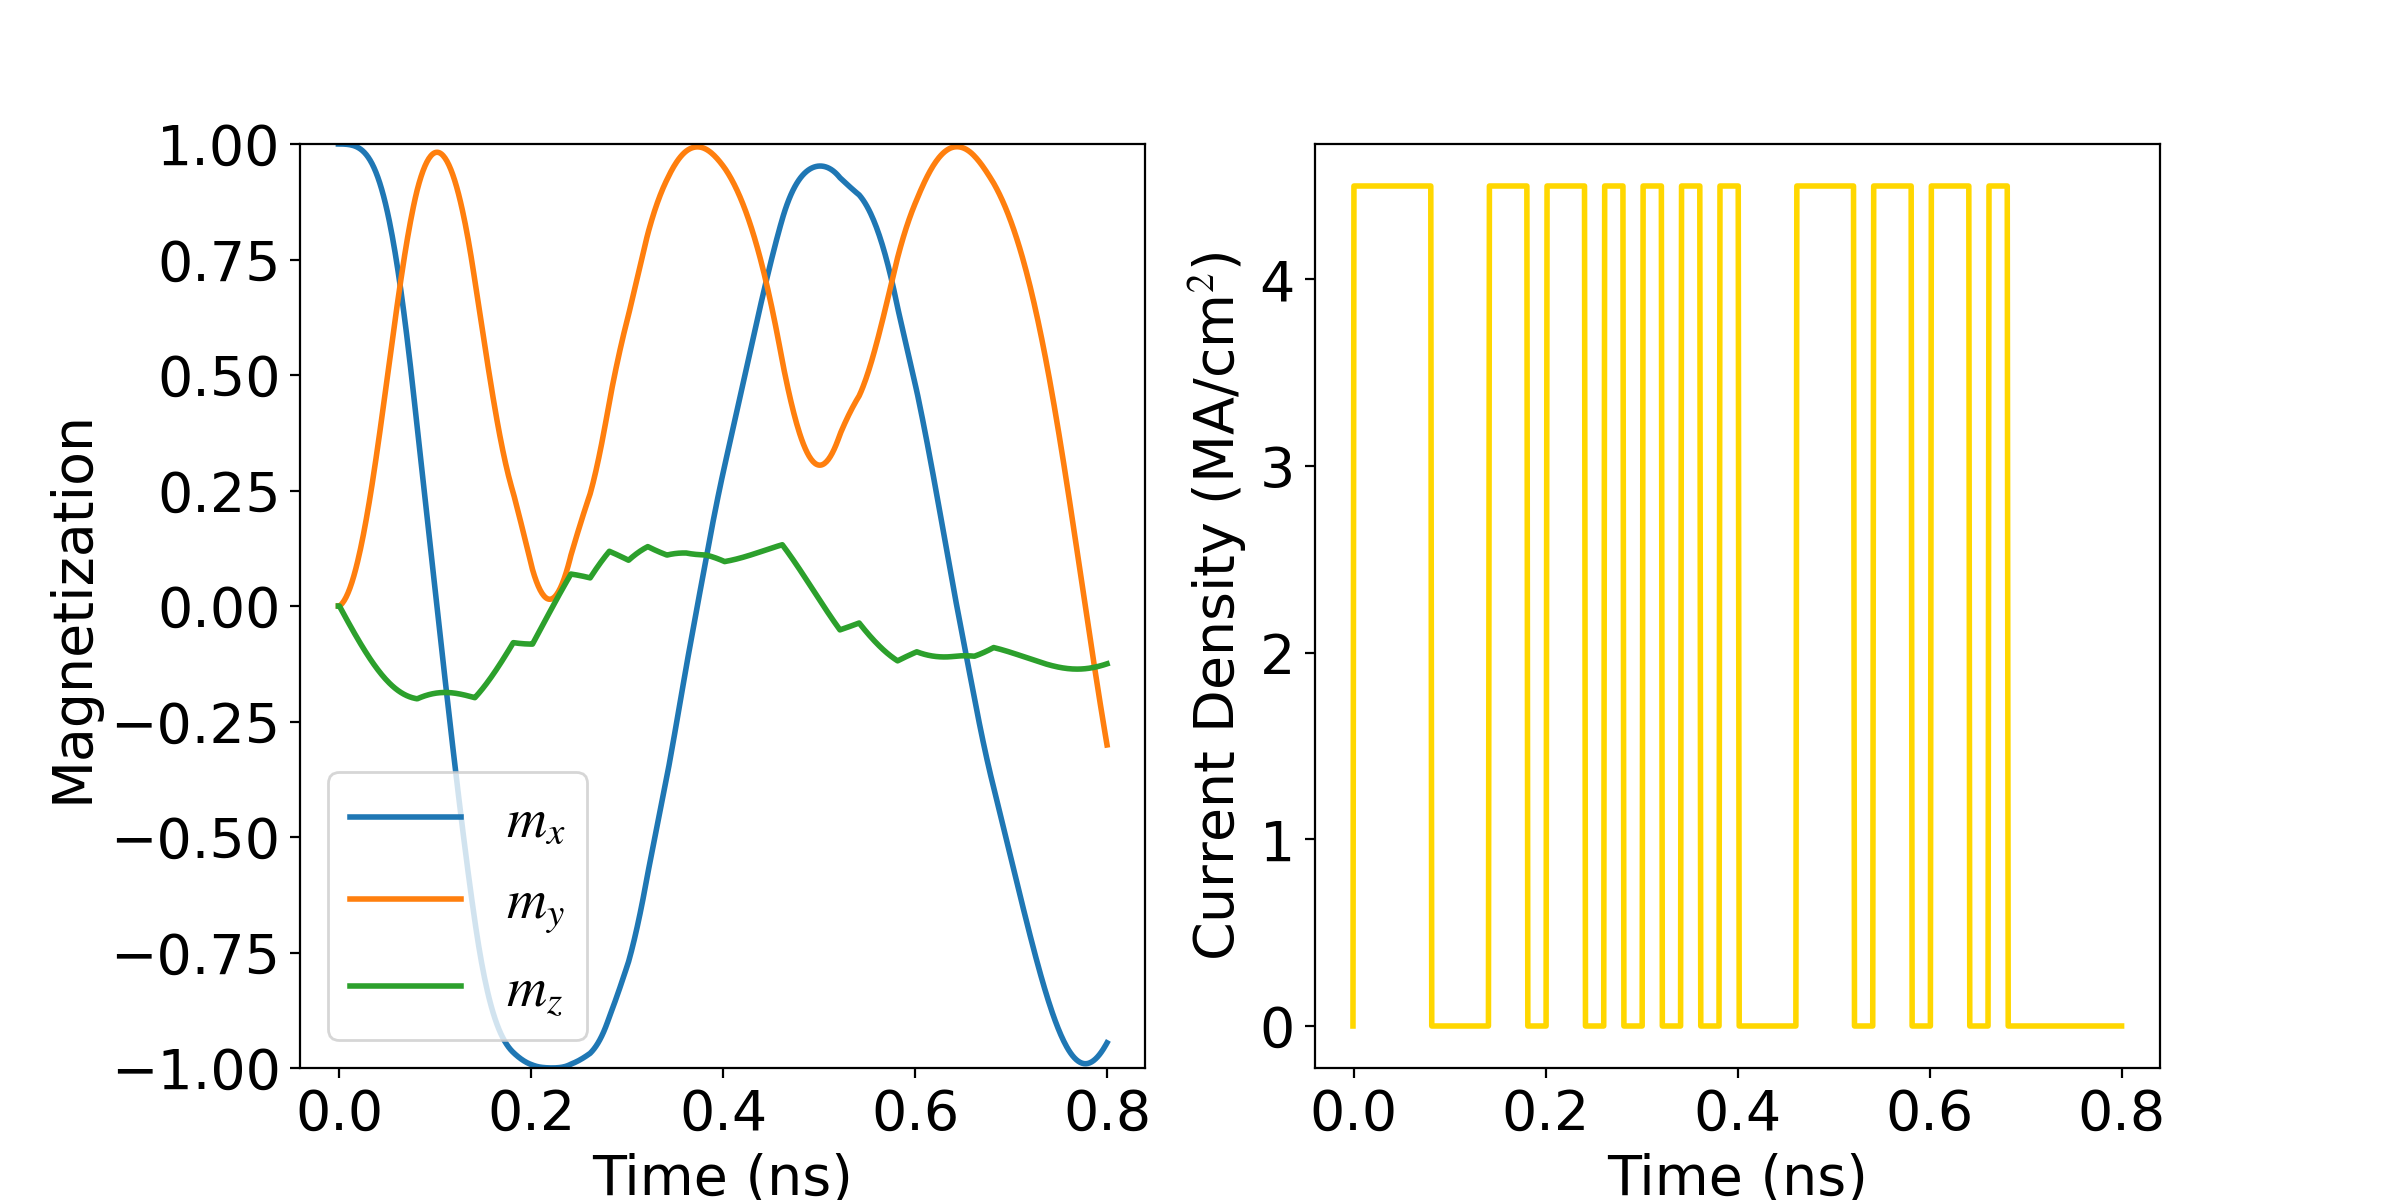 1.00
0.75
0.50
0.25
0.00
−0.25
−0.50
−0.75
−1.00
Magnetization
m_x
m_y
m_z
0.0 0.2 0.4 0.6 0.8
Time (ns)
4
3
2
1
0
Current Density (MA/cm²)
0.0 0.2 0.4 0.6 0.8
Time (ns)